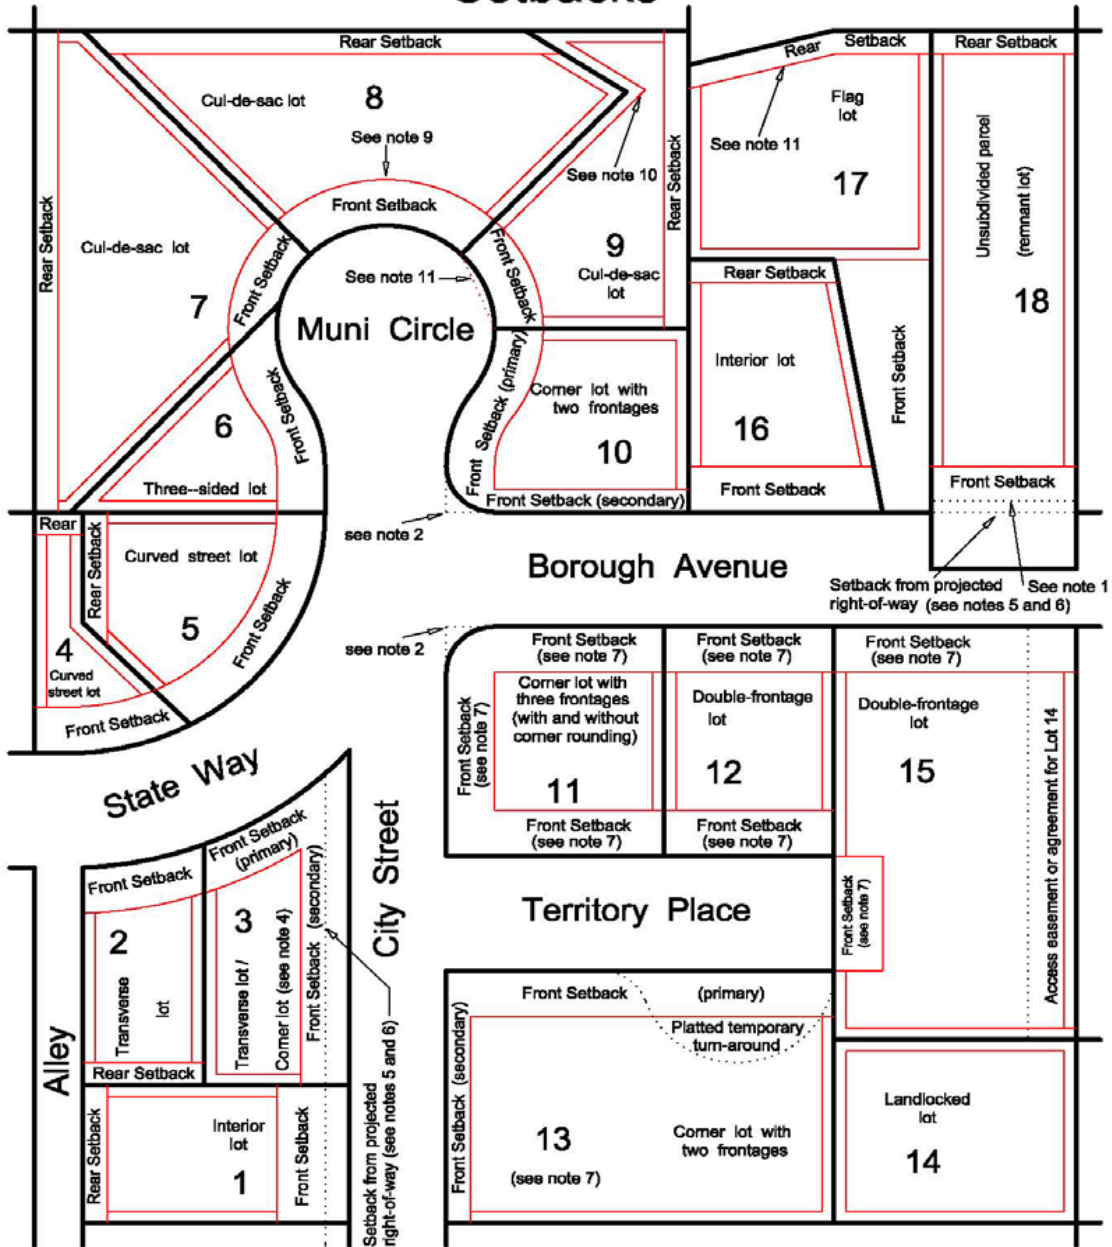 Setbacks
Rear Setback
Cul-de-sac lot
8
See note 9
Front Setback
Rear Setback
Cul-de-sac lot
7
Front Setback
See note 10
Rear Setback
9
Cul-de-sac
lot
Front Setback
See note 11
Muni Circle
Rear Setback
Flag
lot
See note 11
17
Front Setback
Rear Setback
Undivided parcel
(remnant lot)
18
Front Setback
Rear Setback
Interior lot
16
Front Setback
6
Front Setback
Three--sided lot
Front Setback (primary)
Corner lot with
two frontages
10
Front Setback (secondary)
see note 2
Borough Avenue
Setback from projected
right-of-way (see notes 5 and 6)
See note 1
Rear
Rear Setback
Curved street lot
5
Front Setback
4
Curved
street lot
Front Setback
see note 2
Front Setback
(see note 7)
Front Setback
(see note 7)
Corner lot with
three frontages
(with and without
corner rounding)
11
Front Setback
(see note 7)
Front Setback
(see note 7)
Double-frontage
lot
12
Front Setback
(see note 7)
Front Setback
(see note 7)
Double-frontage
lot
15
Front Setback
(see note 7)
Access easement or agreement for Lot 14
State Way
City Street
Territory Place
Alley
Front Setback
2
Transverse
lot
Rear Setback
Front Setback
(primary)
3
Transverse lot /
Corner lot (see note 4)
Front Setback (secondary)
Setback from projected
right-of-way (see notes 5 and 6)
Rear Setback
Interior
lot
1
Front Setback
Front Setback (primary)
Platted temporary
turn-around
Front Setback (secondary)
13
(see note 7)
Corner lot with
two frontages
Landlocked
lot
14